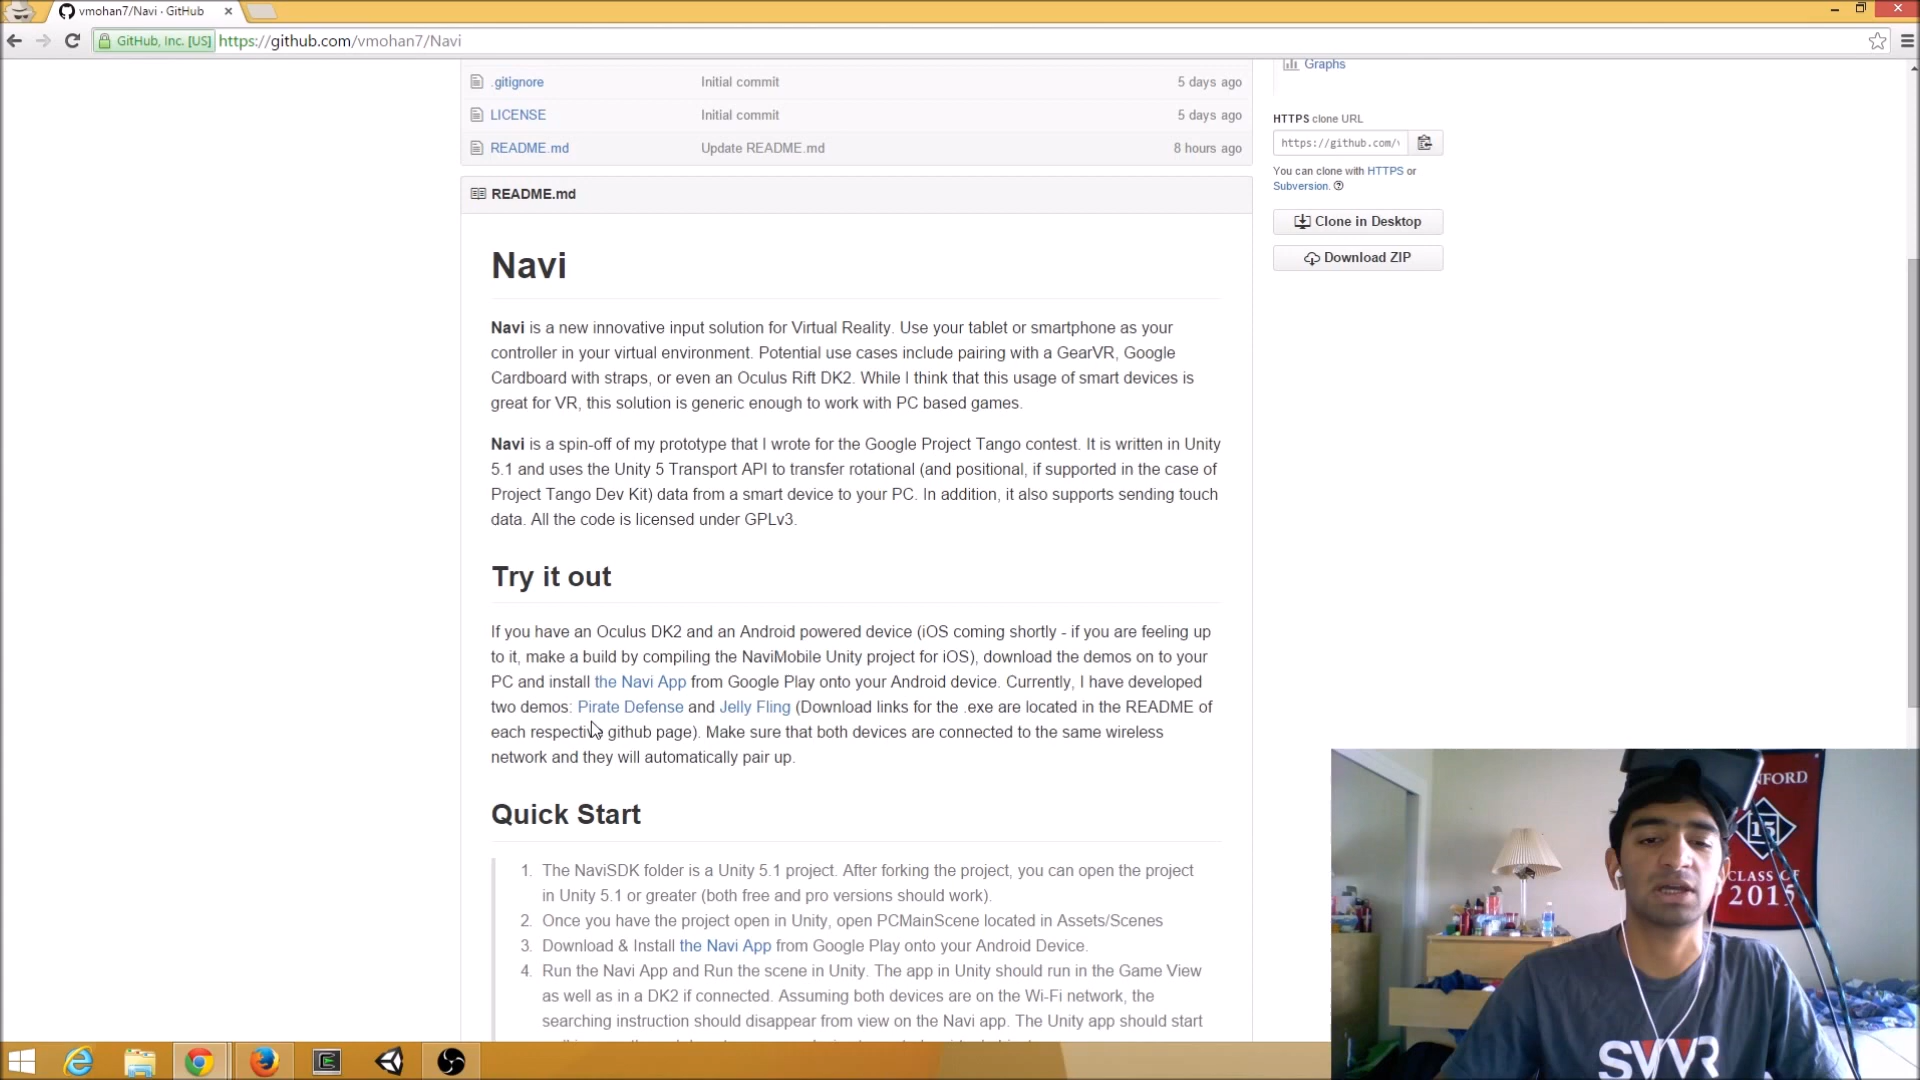 vmohan7/Navi · GitHub
GitHub, Inc. [US] https://github.com/vmohan7/Navi
.gitignore Initial commit 5 days ago
LICENSE Initial commit 5 days ago
README.md Update README.md 8 hours ago
Graphs
HTTPS clone URL
https://github.com/
You can clone with HTTPS or
Subversion.
Clone in Desktop
Download ZIP
README.md
Navi
Navi is a new innovative input solution for Virtual Reality. Use your tablet or smartphone as your
controller in your virtual environment. Potential use cases include pairing with a GearVR, Google
Cardboard with straps, or even an Oculus Rift DK2. While I think that this usage of smart devices is
great for VR, this solution is generic enough to work with PC based games.
Navi is a spin-off of my prototype that I wrote for the Google Project Tango contest. It is written in Unity
5.1 and uses the Unity 5 Transport API to transfer rotational (and positional, if supported in the case of
Project Tango Dev Kit) data from a smart device to your PC. In addition, it also supports sending touch
data. All the code is licensed under GPLv3.
Try it out
If you have an Oculus DK2 and an Android powered device (iOS coming shortly - if you are feeling up
to it, make a build by compiling the NaviMobile Unity project for iOS), download the demos on to your
PC and install the Navi App from Google Play onto your Android device. Currently, I have developed
two demos: Pirate Defense and Jelly Fling (Download links for the .exe are located in the README of
each respective github page). Make sure that both devices are connected to the same wireless
network and they will automatically pair up.
Quick Start
1. The NaviSDK folder is a Unity 5.1 project. After forking the project, you can open the project
in Unity 5.1 or greater (both free and pro versions should work).
2. Once you have the project open in Unity, open PCMainScene located in Assets/Scenes
3. Download & Install the Navi App from Google Play onto your Android Device.
4. Run the Navi App and Run the scene in Unity. The app in Unity should run in the Game View
as well as in a DK2 if connected. Assuming both devices are on the Wi-Fi network, the
searching instruction should disappear from view on the Navi app. The Unity app should start
NFORD
15
CLASS OF
2015
SVVR